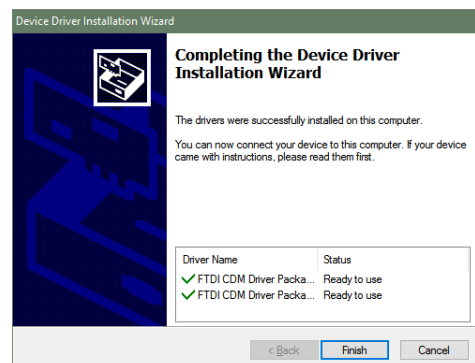 Device Driver Installation Wizard
Completing the Device Driver
Installation Wizard
The drivers were successfully installed on this computer.
You can now connect your device to this computer. If your device
came with instructions, please read them first.
Driver Name Status
FTDI CDM Driver Packa... Ready to use
FTDI CDM Driver Packa... Ready to use
< Back Finish Cancel